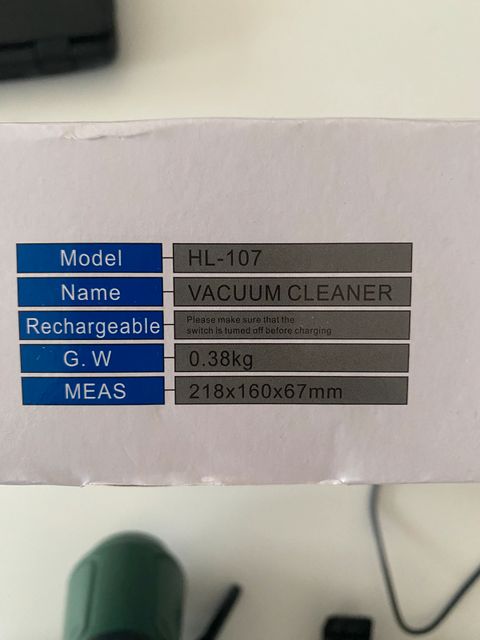 Model HL-107
Name VACUUM CLEANER
Rechargeable Please make sure that the
switch is turned off before charging
G. W 0.38kg
MEAS 218x160x67mm